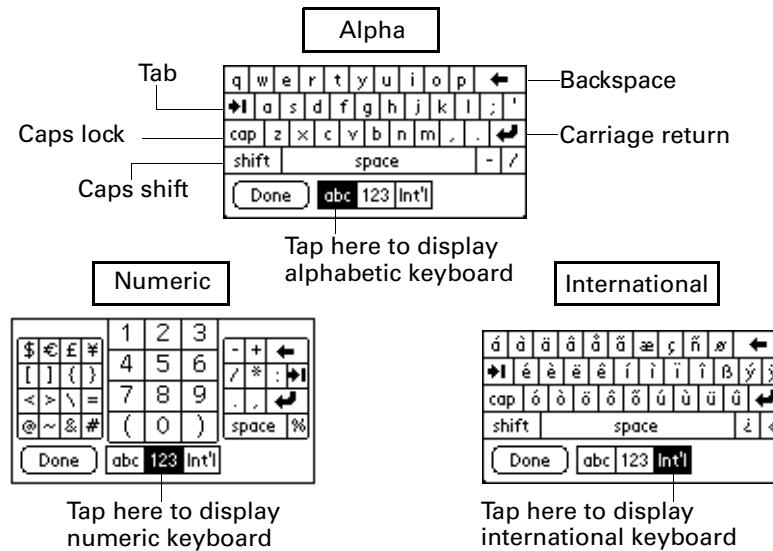 Alpha
Tab
Caps lock
Caps shift
q w e r t y u i o p
a s d f g h j k l ; '
cap z x c v b n m , .
shift space - /
Done abc 123 Int'l
Backspace
Carriage return
Tap here to display
alphabetic keyboard
Numeric
$ € £ ¥ 1 2 3 - +
[ ] { } 4 5 6 / * :
< > \ = 7 8 9 . ,
@ ~ & # ( 0 ) space %
Done abc 123 Int'l
Tap here to display
numeric keyboard
International
á à ä â å ã æ ç ñ ø
é è ë ê í ì ï î ß ý
cap ó ò ö ô õ ú ù ü û
shift space ¿
Done abc 123 Int'l
Tap here to display
international keyboard